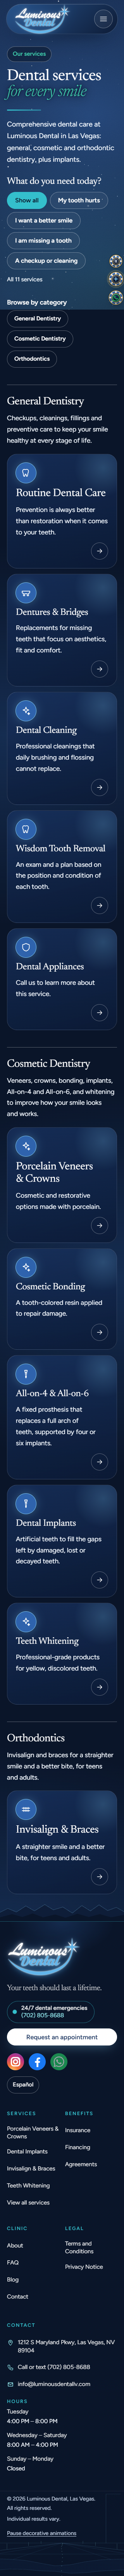 Luminous
Dental
Our services
Dental services
for every smile
Comprehensive dental care at
Luminous Dental in Las Vegas:
general, cosmetic and orthodontic
dentistry, plus implants.
What do you need today?
Show all
My tooth hurts
I want a better smile
I am missing a tooth
A checkup or cleaning
All 11 services
Browse by category
General Dentistry
Cosmetic Dentistry
Orthodontics
General Dentistry
Checkups, cleanings, fillings and
preventive care to keep your smile
healthy at every stage of life.
Routine Dental Care
Prevention is always better
than restoration when it comes
to your teeth.
Dentures & Bridges
Replacements for missing
teeth that focus on aesthetics,
fit and comfort.
Dental Cleaning
Professional cleanings that
daily brushing and flossing
cannot replace.
Wisdom Tooth Removal
An exam and a plan based on
the position and condition of
each tooth.
Dental Appliances
Call us to learn more about
this service.
Cosmetic Dentistry
Veneers, crowns, bonding, implants,
All-on-4 and All-on-6, and whitening
to improve how your smile looks
and works.
Porcelain Veneers
& Crowns
Cosmetic and restorative
options made with porcelain.
Cosmetic Bonding
A tooth-colored resin applied
to repair damage.
All-on-4 & All-on-6
A fixed prosthesis that
replaces a full arch of
teeth, supported by four or
six implants.
Dental Implants
Artificial teeth to fill the gaps
left by damaged, lost or
decayed teeth.
Teeth Whitening
Professional-grade products
for yellow, discolored teeth.
Orthodontics
Invisalign and braces for a straighter
smile and a better bite, for teens
and adults.
Invisalign & Braces
A straighter smile and a better
bite, for teens and adults.
Luminous
Dental
Your teeth should last a lifetime.
24/7 dental emergencies
(702) 805-8688
Request an appointment
Español
SERVICES
Porcelain Veneers &
Crowns
Dental Implants
Invisalign & Braces
Teeth Whitening
View all services
BENEFITS
Insurance
Financing
Agreements
CLINIC
About
FAQ
Blog
Contact
LEGAL
Terms and
Conditions
Privacy Notice
CONTACT
1212 S Maryland Pkwy, Las Vegas, NV
89104
Call or text (702) 805-8688
info@luminousdentallv.com
HOURS
Tuesday
4:00 PM – 8:00 PM
Wednesday – Saturday
8:00 AM – 4:00 PM
Sunday – Monday
Closed
© 2026 Luminous Dental, Las Vegas.
All rights reserved.
Individual results vary.
Pause decorative animations